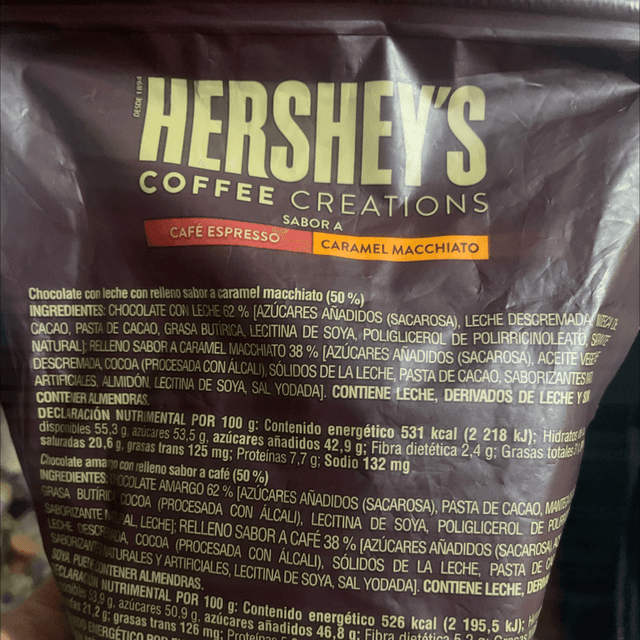 DESDE 1894
HERSHEY'S
COFFEE CREATIONS
SABOR A
CAFÉ ESPRESSO CARAMEL MACCHIATO
Chocolate con leche con relleno sabor a caramel macchiato (50 %)
INGREDIENTES: CHOCOLATE CON LECHE 62 % [AZÚCARES AÑADIDOS (SACAROSA), LECHE DESCREMADA,
CACAO, PASTA DE CACAO, GRASA BUTÍRICA, LECITINA DE SOYA, POLIGLICEROL DE POLIRRICINOLEATO,
NATURAL]; RELLENO SABOR A CARAMEL MACCHIATO 38 % [AZÚCARES AÑADIDOS (SACAROSA), ACEITE
DESCREMADA, COCOA (PROCESADA CON ÁLCALI), SÓLIDOS DE LA LECHE, PASTA DE CACAO, SABORIZANTES
ARTIFICIALES, ALMIDÓN, LECITINA DE SOYA, SAL YODADA]. CONTIENE LECHE, DERIVADOS DE LECHE Y
CONTENER ALMENDRAS.
DECLARACIÓN NUTRIMENTAL POR 100 g: Contenido energético 531 kcal (2 218 kJ);
disponibles 55,3 g, azúcares 53,5 g, azúcares añadidos 42,9 g; Fibra dietética 2,4 g; Grasas totales
saturadas 20,6 g, grasas trans 125 mg; Proteínas 7,7 g; Sodio 132 mg
Chocolate amargo con relleno sabor a café (50 %)
INGREDIENTES: CHOCOLATE AMARGO 62 % [AZÚCARES AÑADIDOS (SACAROSA), PASTA DE CACAO,
GRASA BUTÍRICA, COCOA (PROCESADA CON ÁLCALI), LECITINA DE SOYA, POLIGLICEROL DE
SABORIZANTE LECHE]; RELLENO SABOR A CAFÉ 38 % [AZÚCARES AÑADIDOS (SACAROSA),
LECHE COCOA (PROCESADA CON ÁLCALI), SÓLIDOS DE LA LECHE, PASTA DE
NATURALES Y ARTIFICIALES, LECITINA DE SOYA, SAL YODADA]. CONTIENE LECHE,
SOYA. PUEDE CONTENER ALMENDRAS.
NUTRIMENTAL POR 100 g: Contenido energético 526 kcal (2 195,5 kJ);
53,9 g, azúcares 50,9 g, azúcares añadidos 46,8 g; Fibra dietética
21,2 g; grasas trans 126 mg;
ENERGÉTICO